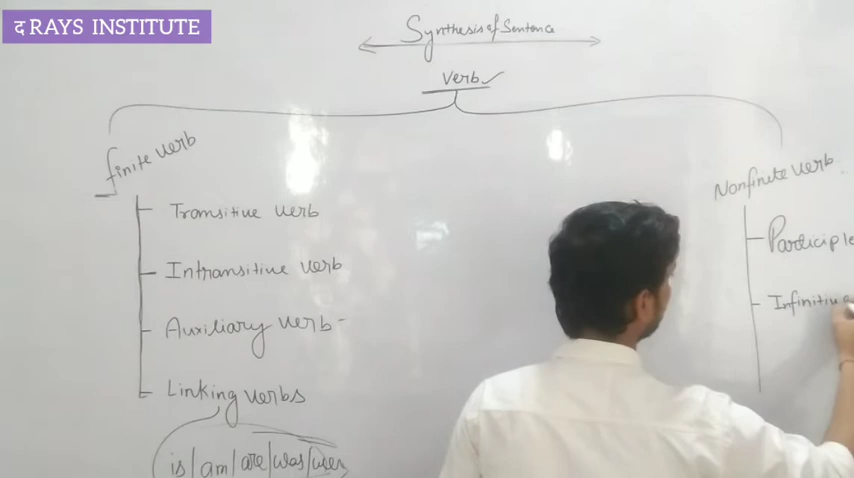 द RAYS INSTITUTE
Synthesis of Sentence
Verb ✓
finite verb
Transitive verb
Intransitive verb
Auxiliary verb -
Linking verbs
is/am/are/was/
Nonfinite verb.
Participle
Infinitive